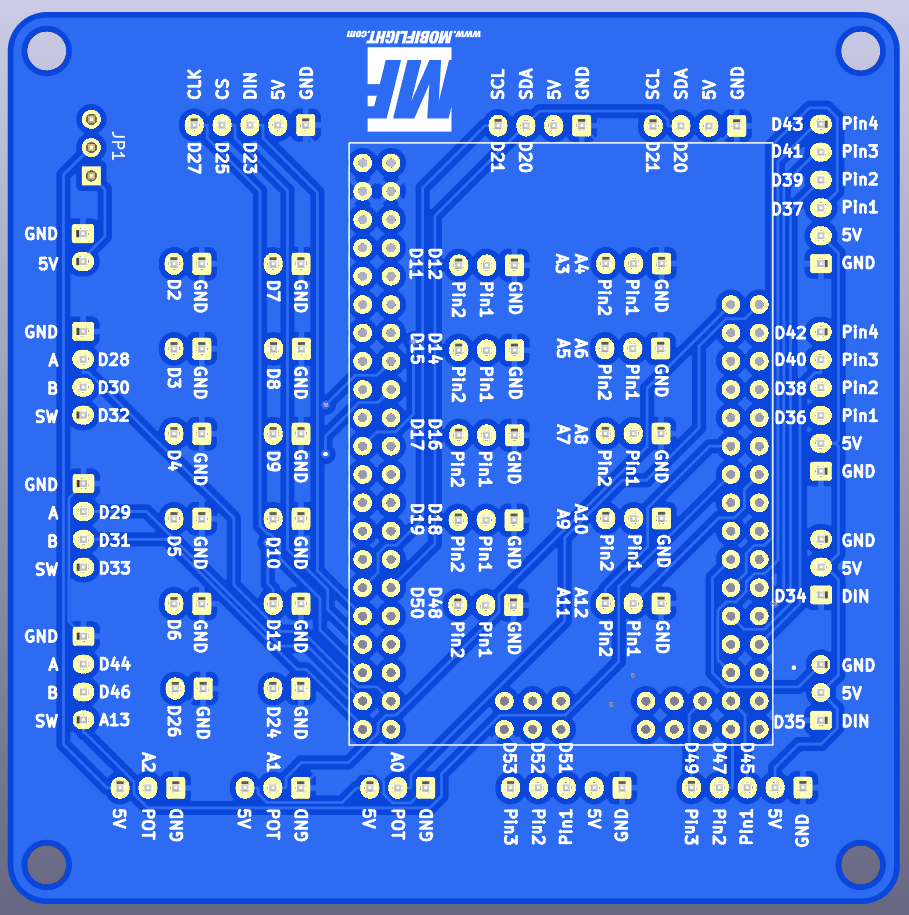 www.MOBIFLIGHT.com
MF
CLK CS DIN 5V GND
D27 D25 D23
SCL SDA 5V GND
D21 D20
SCL SDA 5V GND
D21 D20
JP1
D43 Pin4
D41 Pin3
D39 Pin2
D37 Pin1
5V
GND
GND
5V
D2 GND
D7 GND
D11 D12
Pin2 Pin1 GND
A3 A4
Pin2 Pin1 GND
GND
A D28
B D30
SW D32
D3 GND
D8 GND
D15 D14
Pin2 Pin1 GND
A5 A6
Pin2 Pin1 GND
D42 Pin4
D40 Pin3
D38 Pin2
D36 Pin1
5V
GND
D4 GND
D9 GND
D17 D16
Pin2 Pin1 GND
A7 A8
Pin2 Pin1 GND
GND
A D29
B D31
SW D33
D5 GND
D10 GND
D19 D18
Pin2 Pin1 GND
A9 A10
Pin2 Pin1 GND
GND
5V
D34 DIN
D6 GND
D13 GND
D50 D48
Pin2 Pin1 GND
A11 A12
Pin2 Pin1 GND
GND
A D44
B D46
SW A13
D26 GND
D24 GND
GND
5V
D35 DIN
A2
5V POT GND
A1
5V POT GND
A1
5V POT GND
D53 D52 D51
Pin3 Pin2 Pin1 5V GND
D49 D47 D45
Pin3 Pin2 Pin1 5V GND